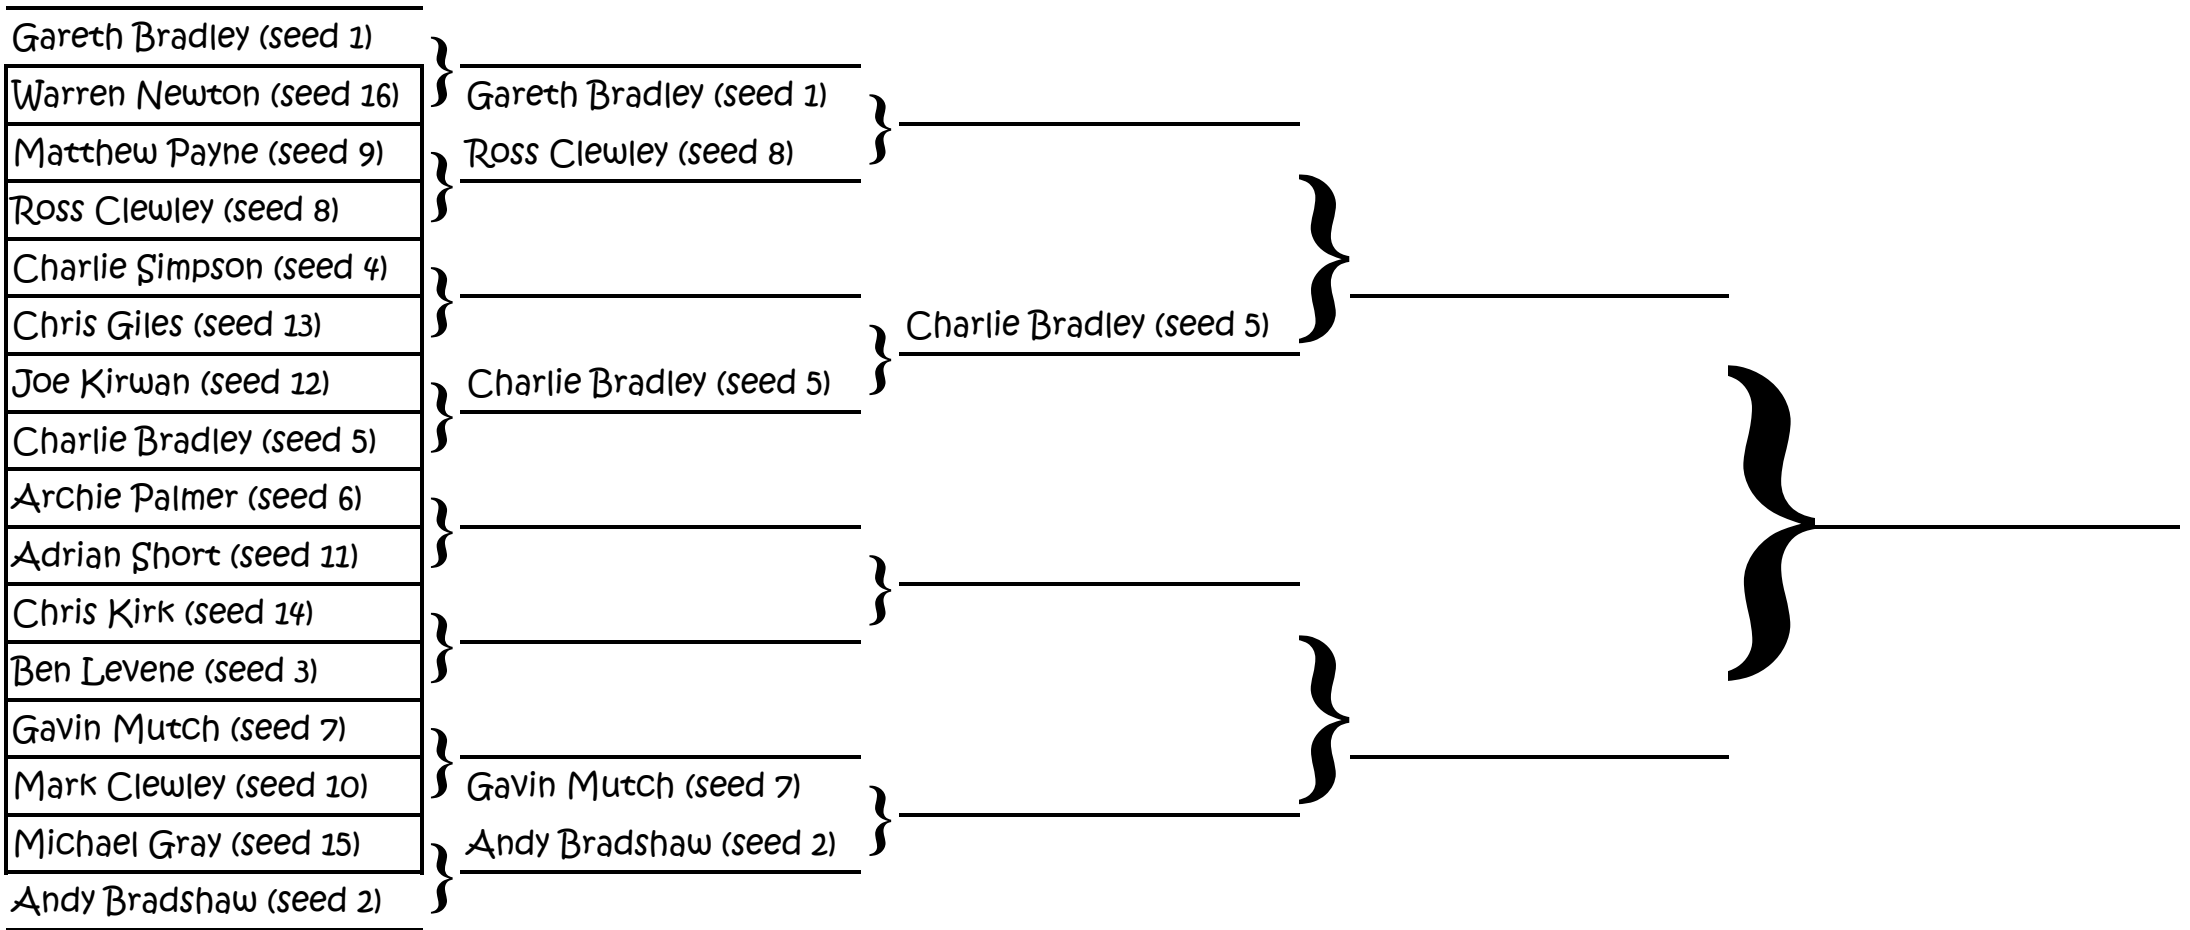 Gareth Bradley (seed 1)
Warren Newton (seed 16)
Matthew Payne (seed 9)
Ross Clewley (seed 8)
Charlie Simpson (seed 4)
Chris Giles (seed 13)
Joe Kirwan (seed 12)
Charlie Bradley (seed 5)
Archie Palmer (seed 6)
Adrian Short (seed 11)
Chris Kirk (seed 14)
Ben Levene (seed 3)
Gavin Mutch (seed 7)
Mark Clewley (seed 10)
Michael Gray (seed 15)
Andy Bradshaw (seed 2)
Gareth Bradley (seed 1)
Ross Clewley (seed 8)
Charlie Bradley (seed 5)
Gavin Mutch (seed 7)
Andy Bradshaw (seed 2)
Charlie Bradley (seed 5)